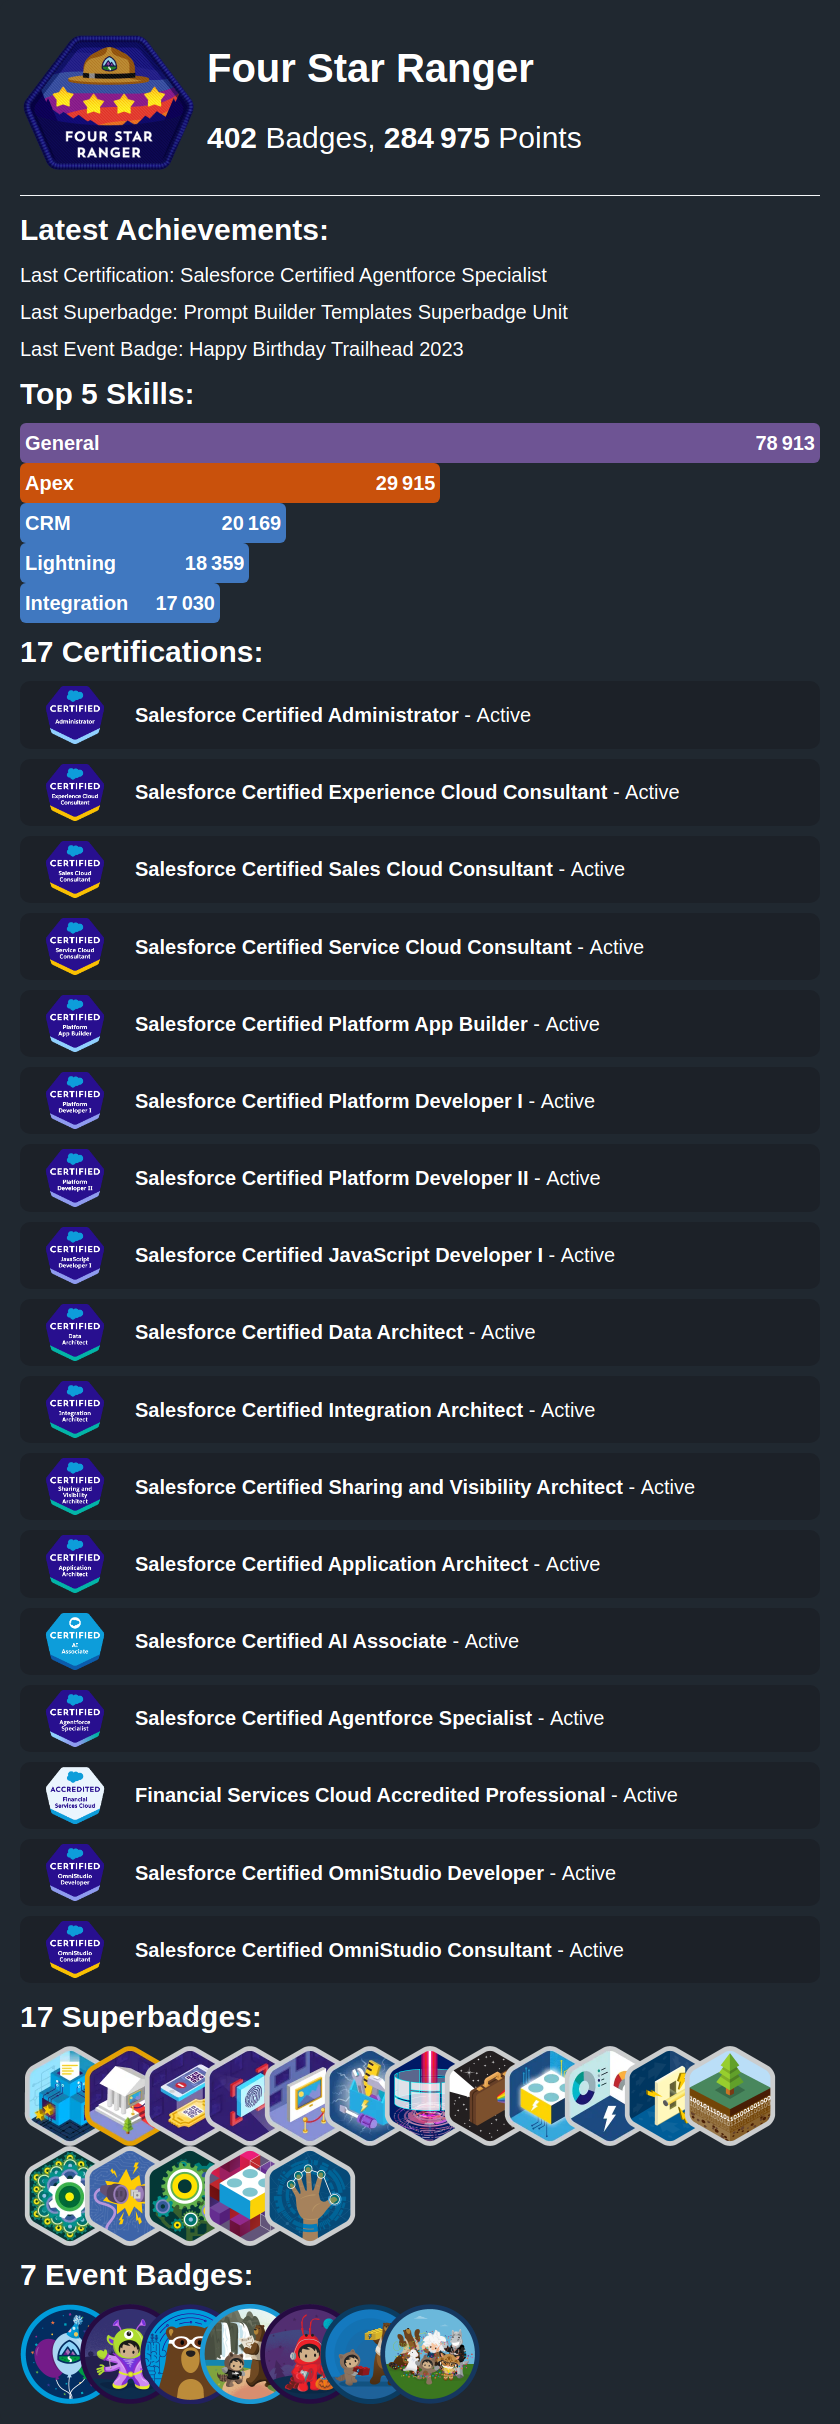 FOUR STAR
RANGER
Four Star Ranger
402 Badges, 284 975 Points
Latest Achievements:
Last Certification: Salesforce Certified Agentforce Specialist
Last Superbadge: Prompt Builder Templates Superbadge Unit
Last Event Badge: Happy Birthday Trailhead 2023
Top 5 Skills:
General 78 913
Apex 29 915
CRM 20 169
Lightning 18 359
Integration 17 030
17 Certifications:
CERTIFIED
Administrator
Salesforce Certified Administrator - Active
CERTIFIED
Experience Cloud
Consultant
Salesforce Certified Experience Cloud Consultant - Active
CERTIFIED
Sales Cloud
Consultant
Salesforce Certified Sales Cloud Consultant - Active
CERTIFIED
Service Cloud
Consultant
Salesforce Certified Service Cloud Consultant - Active
CERTIFIED
Platform
App Builder
Salesforce Certified Platform App Builder - Active
CERTIFIED
Platform
Developer I
Salesforce Certified Platform Developer I - Active
CERTIFIED
Platform
Developer II
Salesforce Certified Platform Developer II - Active
CERTIFIED
JavaScript
Developer I
Salesforce Certified JavaScript Developer I - Active
CERTIFIED
Data
Architect
Salesforce Certified Data Architect - Active
CERTIFIED
Integration
Architect
Salesforce Certified Integration Architect - Active
CERTIFIED
Sharing and
Visibility
Architect
Salesforce Certified Sharing and Visibility Architect - Active
CERTIFIED
Application
Architect
Salesforce Certified Application Architect - Active
CERTIFIED
AI
Associate
Salesforce Certified AI Associate - Active
CERTIFIED
Agentforce
Specialist
Salesforce Certified Agentforce Specialist - Active
ACCREDITED
Financial
Services Cloud
Financial Services Cloud Accredited Professional - Active
CERTIFIED
OmniStudio
Developer
Salesforce Certified OmniStudio Developer - Active
CERTIFIED
OmniStudio
Consultant
Salesforce Certified OmniStudio Consultant - Active
17 Superbadges:
7 Event Badges: